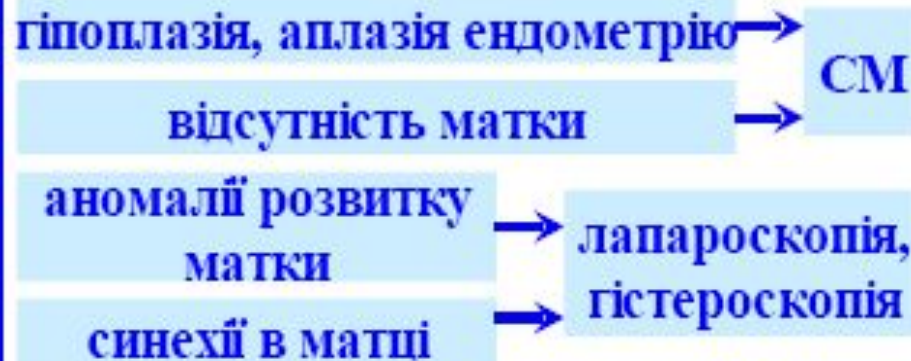 гіпоплазія, аплазія ендометрію
СМ
відсутність матки
аномалії розвитку
матки
лапароскопія,
гістероскопія
синехії в матці